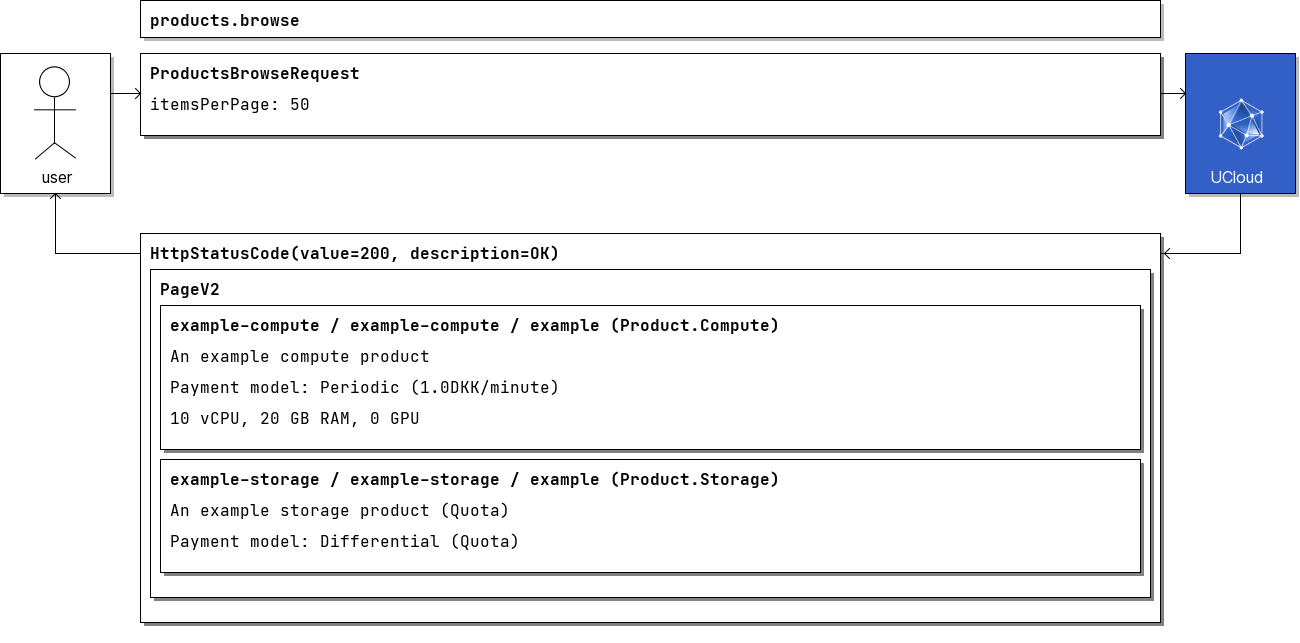 products.browse
ProductsBrowseRequest
itemsPerPage: 50
user
UCloud
HttpStatusCode(value=200, description=OK)
PageV2
example-compute / example-compute / example (Product.Compute)
An example compute product
Payment model: Periodic (1.0DKK/minute)
10 vCPU, 20 GB RAM, 0 GPU
example-storage / example-storage / example (Product.Storage)
An example storage product (Quota)
Payment model: Differential (Quota)